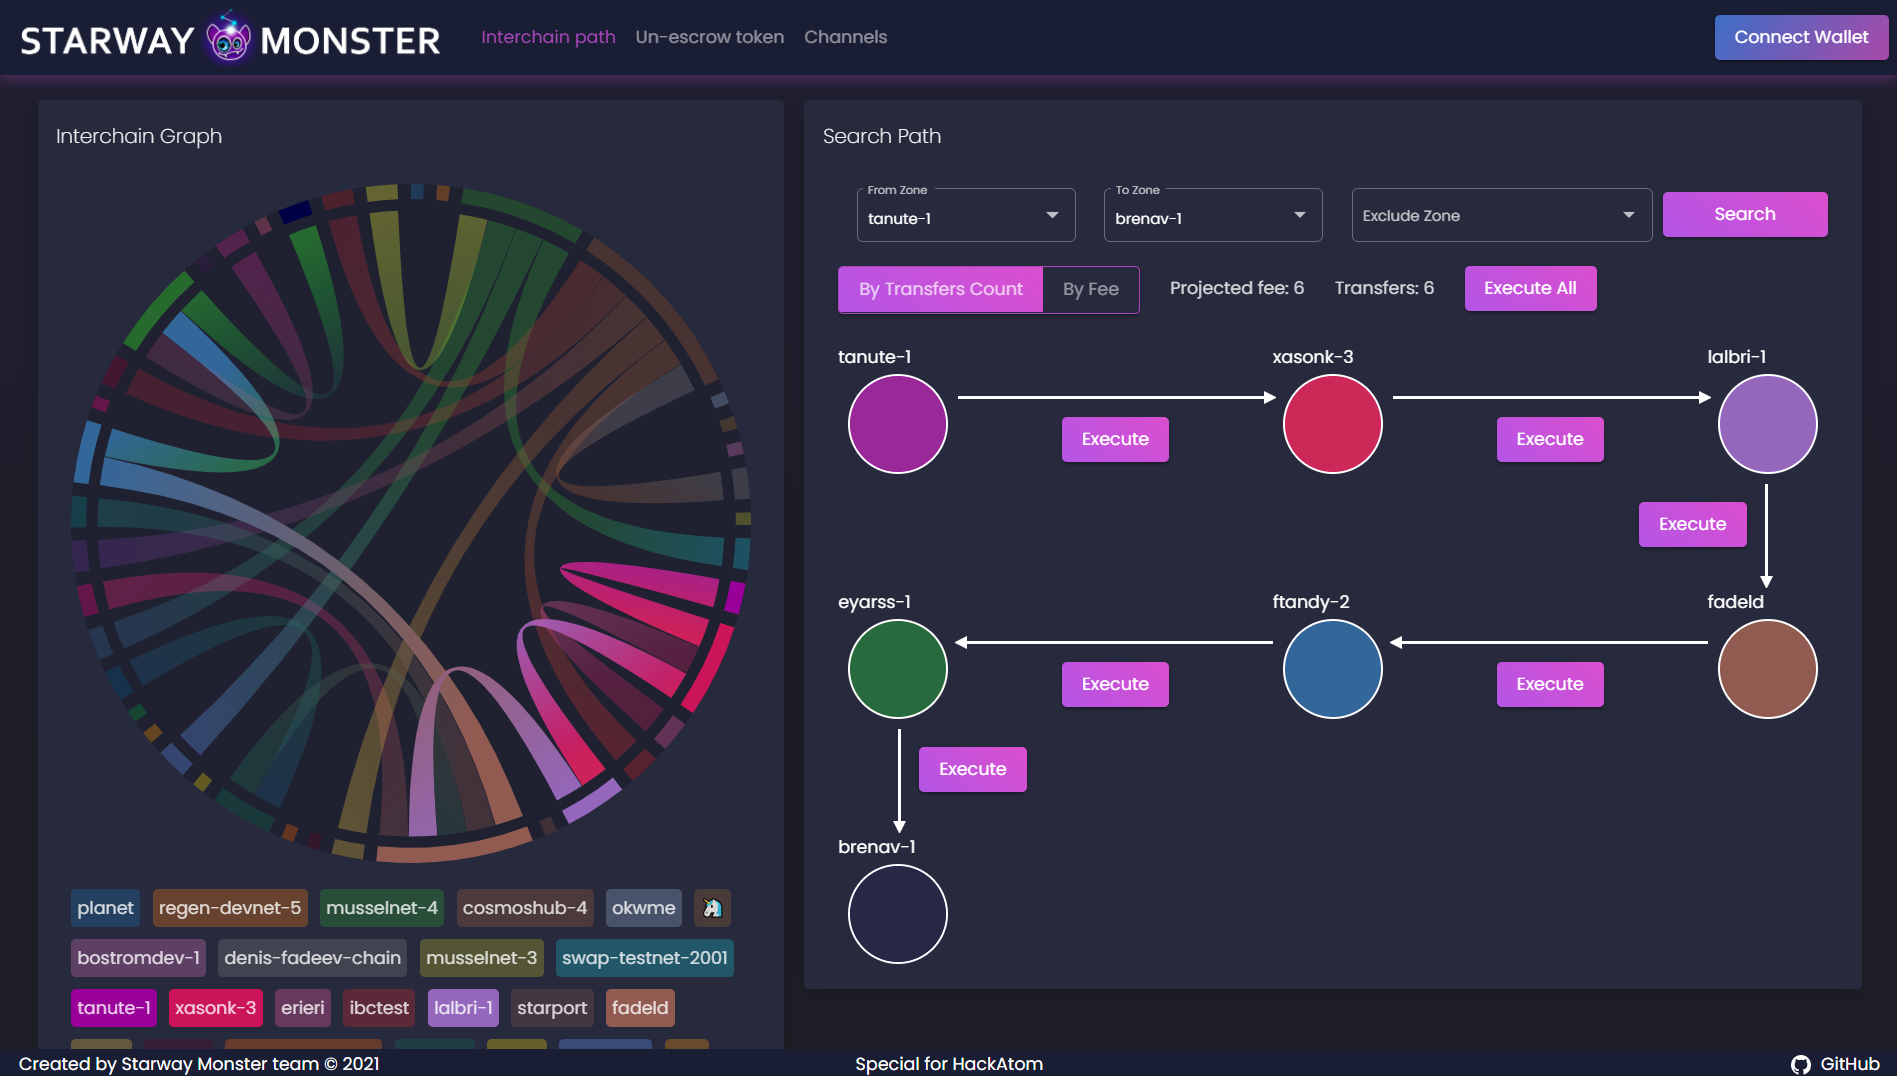 STARWAY MONSTER
Interchain path
Un-escrow token
Channels
Connect Wallet
Interchain Graph
planet
regen-devnet-5
musselnet-4
cosmoshub-4
okwme
🦄
bostromdev-1
denis-fadeev-chain
musselnet-3
swap-testnet-2001
tanute-1
xasonk-3
erieri
ibctest
lalbri-1
starport
fadeld
Search Path
From Zone
tanute-1
To Zone
brenav-1
Exclude Zone
Search
By Transfers Count
By Fee
Projected fee: 6
Transfers: 6
Execute All
tanute-1
xasonk-3
lalbri-1
Execute
Execute
Execute
eyarss-1
ftandy-2
fadeld
Execute
Execute
Execute
brenav-1
Created by Starway Monster team © 2021
Special for HackAtom
GitHub